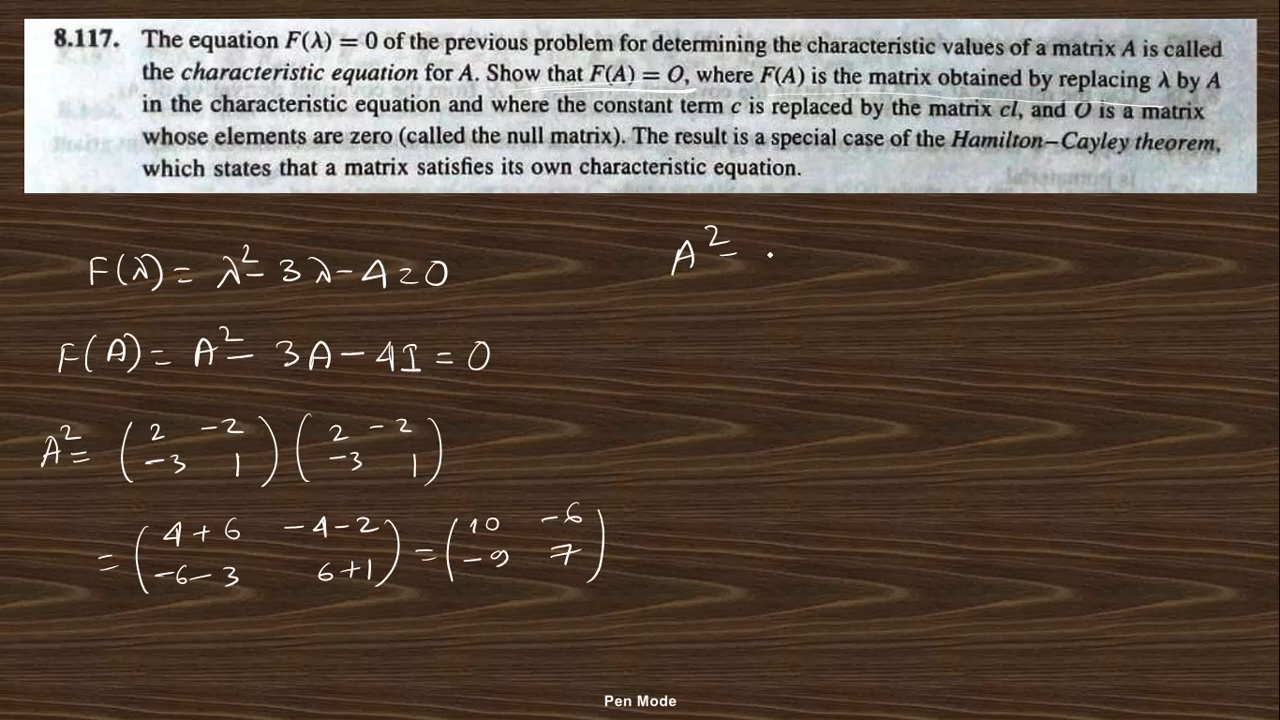 8.117. The equation F(λ) = 0 of the previous problem for determining the characteristic values of a matrix A is called
the characteristic equation for A. Show that F(A) = O, where F(A) is the matrix obtained by replacing λ by A
in the characteristic equation and where the constant term c is replaced by the matrix cI, and O is a matrix
whose elements are zero (called the null matrix). The result is a special case of the Hamilton–Cayley theorem,
which states that a matrix satisfies its own characteristic equation.
F(λ) = λ² - 3λ - 4 = 0
A² - .
F(A) = A² - 3A - 4I = 0
A² = (2 -2
-3 1) (2 -2
-3 1)
= (4+6 -4-2
-6-3 6+1) = (10 -6
-9 7)
Pen Mode